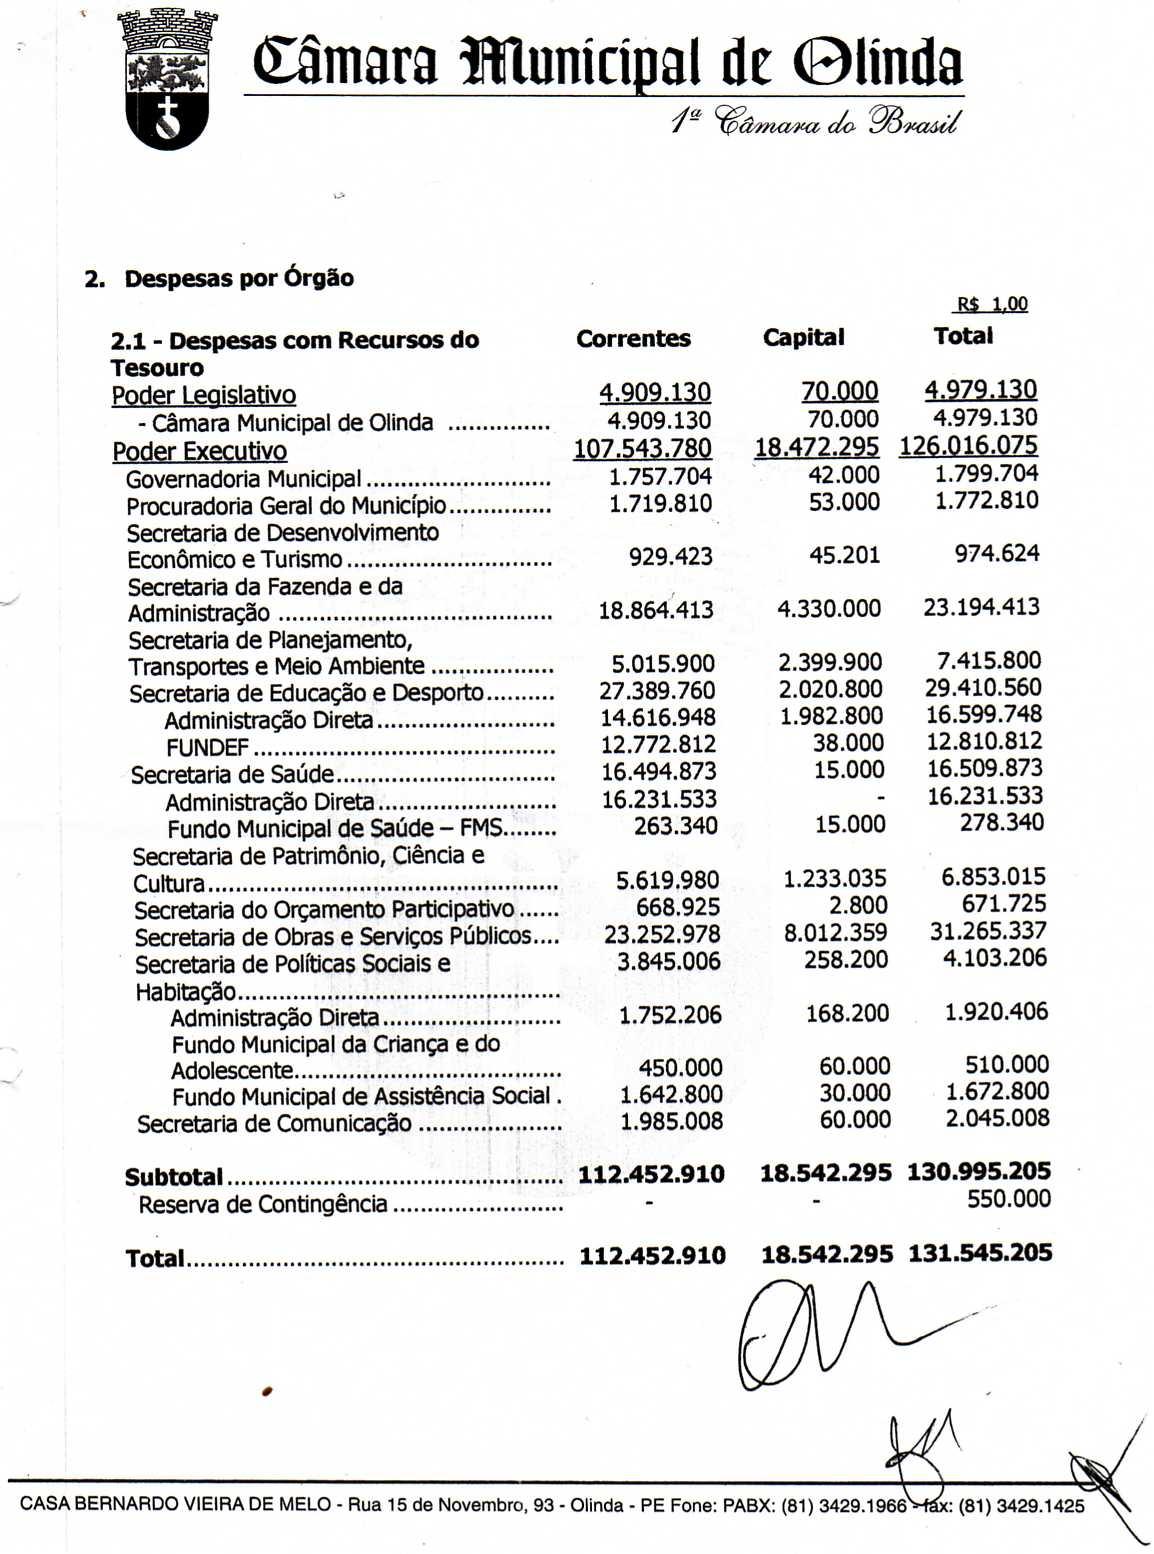 Câmara Municipal de Olinda
1ª Câmara do Brasil
2. Despesas por Órgão
R$ 1,00
2.1 - Despesas com Recursos do Correntes Capital Total
Tesouro
Poder Legislativo 4.909.130 70.000 4.979.130
- Câmara Municipal de Olinda ............... 4.909.130 70.000 4.979.130
Poder Executivo 107.543.780 18.472.295 126.016.075
Governadoria Municipal........................... 1.757.704 42.000 1.799.704
Procuradoria Geral do Município............... 1.719.810 53.000 1.772.810
Secretaria de Desenvolvimento
Econômico e Turismo.............................. 929.423 45.201 974.624
Secretaria da Fazenda e da
Administração ........................................ 18.864.413 4.330.000 23.194.413
Secretaria de Planejamento,
Transportes e Meio Ambiente .................. 5.015.900 2.399.900 7.415.800
Secretaria de Educação e Desporto.......... 27.389.760 2.020.800 29.410.560
Administração Direta.......................... 14.616.948 1.982.800 16.599.748
FUNDEF............................................ 12.772.812 38.000 12.810.812
Secretaria de Saúde................................ 16.494.873 15.000 16.509.873
Administração Direta.......................... 16.231.533 - 16.231.533
Fundo Municipal de Saúde – FMS........ 263.340 15.000 278.340
Secretaria de Patrimônio, Ciência e
Cultura................................................... 5.619.980 1.233.035 6.853.015
Secretaria do Orçamento Participativo...... 668.925 2.800 671.725
Secretaria de Obras e Serviços Públicos.... 23.252.978 8.012.359 31.265.337
Secretaria de Políticas Sociais e 3.845.006 258.200 4.103.206
Habitação...............................................
Administração Direta.......................... 1.752.206 168.200 1.920.406
Fundo Municipal da Criança e do
Adolescente....................................... 450.000 60.000 510.000
Fundo Municipal de Assistência Social . 1.642.800 30.000 1.672.800
Secretaria de Comunicação ..................... 1.985.008 60.000 2.045.008
Subtotal................................................. 112.452.910 18.542.295 130.995.205
Reserva de Contingência ......................... - - 550.000
Total....................................................... 112.452.910 18.542.295 131.545.205
CASA BERNARDO VIEIRA DE MELO - Rua 15 de Novembro, 93 - Olinda - PE Fone: PABX: (81) 3429.1966 - fax: (81) 3429.1425